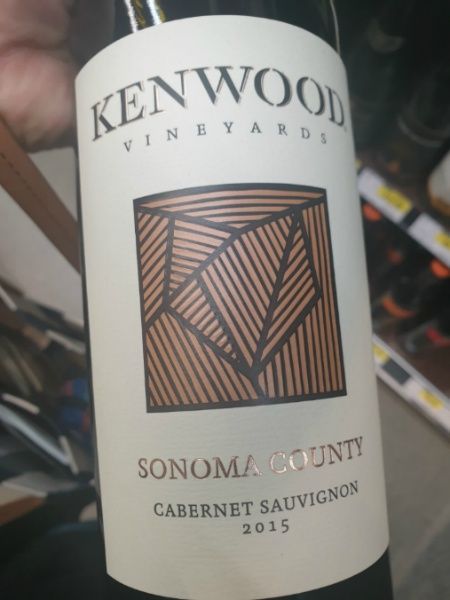 KENWOOD
VINEYARDS
SONOMA COUNTY
CABERNET SAUVIGNON
2015